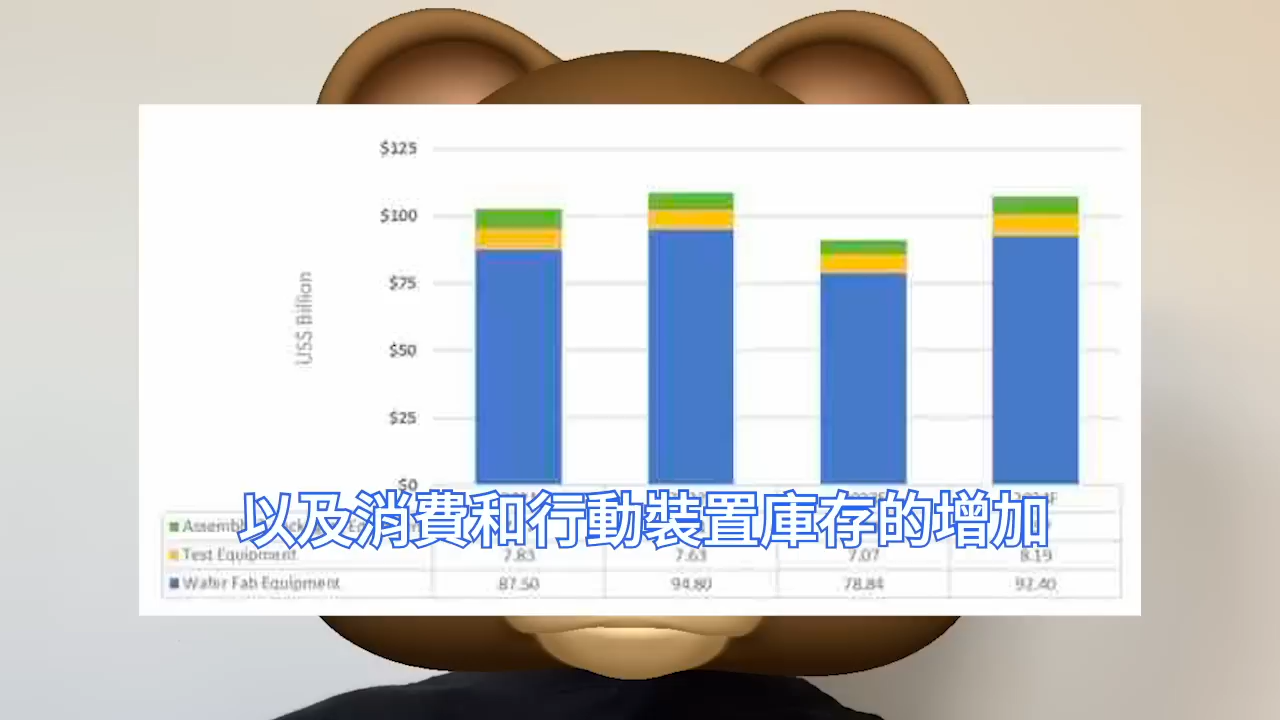 $125
$100
$75
$50
$25
$0
US$ Billion
以及消費和行動裝置庫存的增加
Test Equipment 7.83 7.63 7.07 8.19
Wafer Fab Equipment 87.50 94.80 78.84 92.40